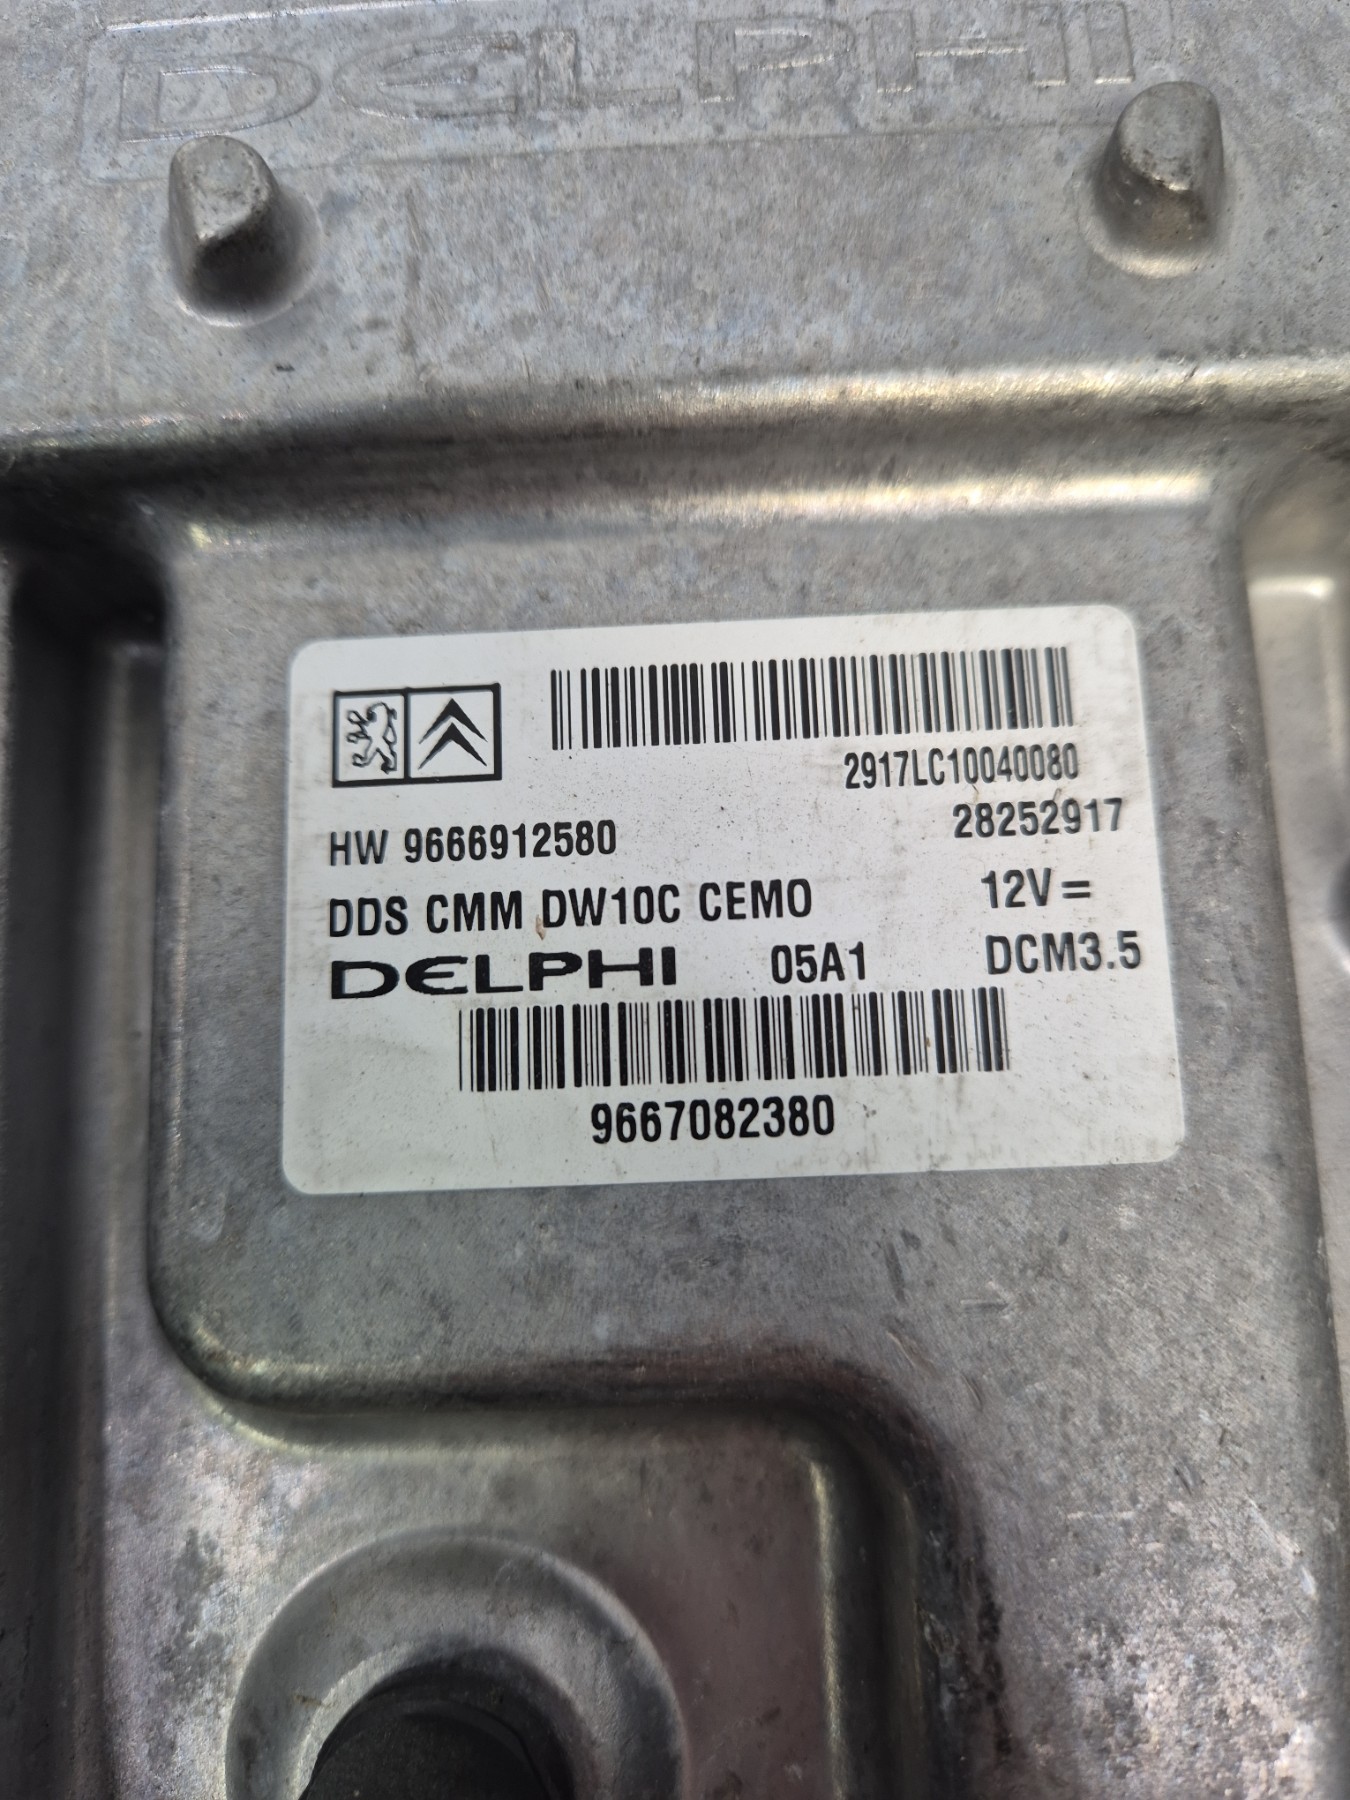 DELPHI
2917LC10040080
28252917
HW 9666912580
DDS CMM DW10C CEMO 12V =
DELPHI 05A1 DCM3.5
9667082380